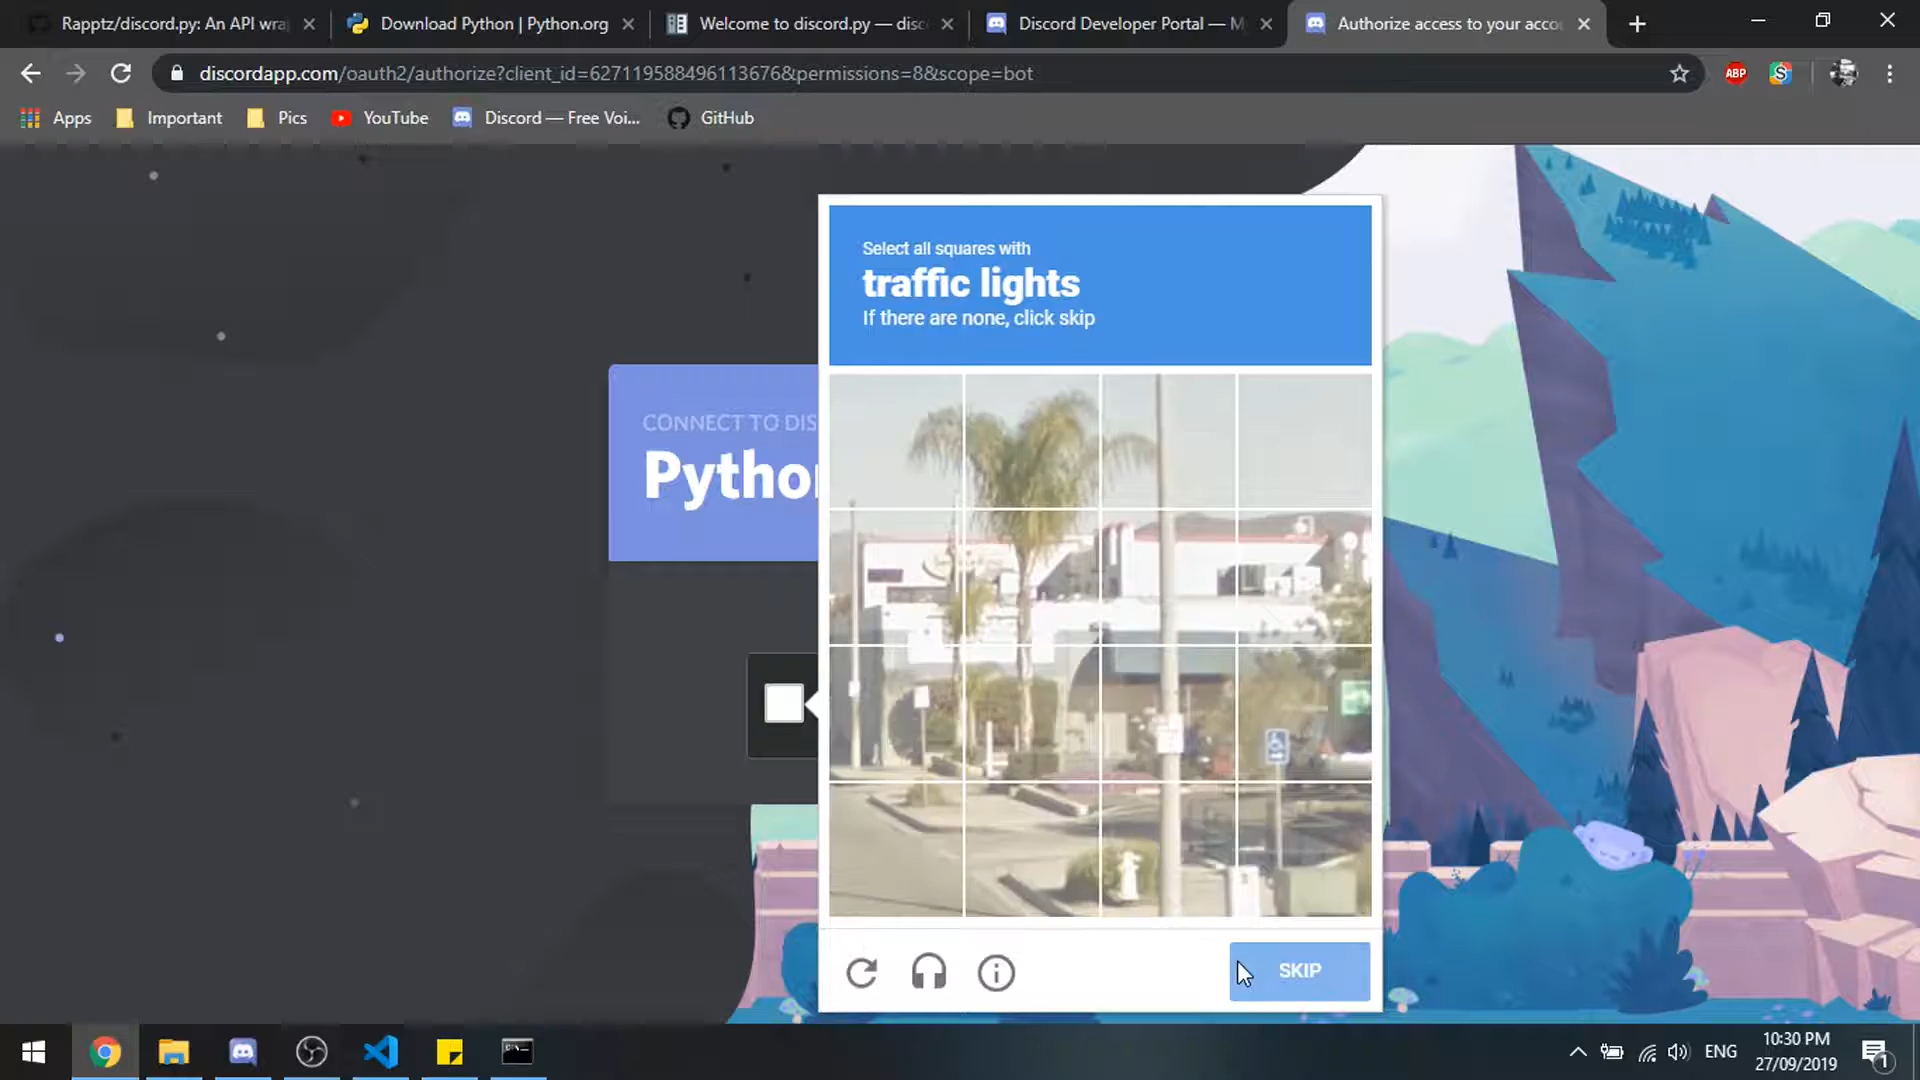 Rapptz/discord.py: An API wra
Download Python | Python.org
Welcome to discord.py — disc
Discord Developer Portal — M
Authorize access to your acco
discordapp.com/oauth2/authorize?client_id=627119588496113676&permissions=8&scope=bot
ABP
S
Apps
Important
Pics
YouTube
Discord — Free Voi...
GitHub
Select all squares with
traffic lights
If there are none, click skip
CONNECT TO DIS
Python
SKIP
ENG
10:30 PM
27/09/2019
1